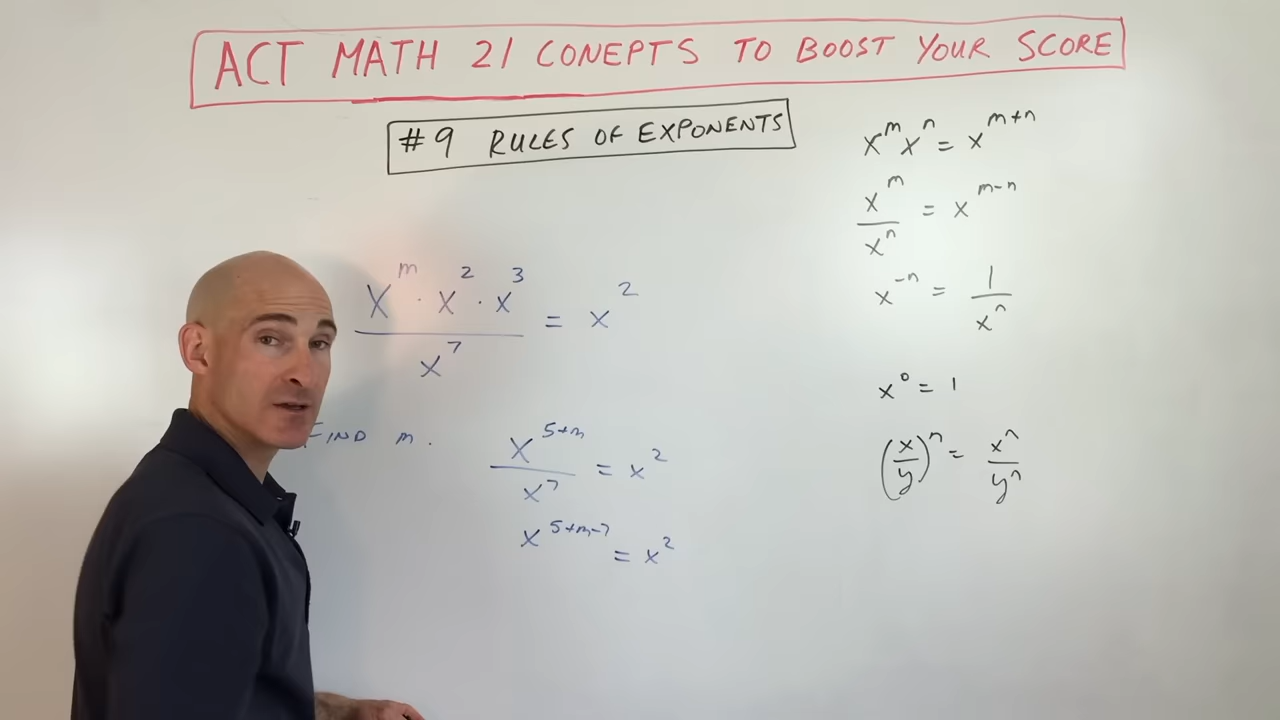 ACT MATH 21 CONEPTS TO BOOST YOUR SCORE
#9 RULES OF EXPONENTS
x^m · x^2 · x^3 / x^7 = x^2
FIND m.
x^(5+m) / x^7 = x^2
x^(5+m-7) = x^2
x^m x^n = x^(m+n)
x^m / x^n = x^(m-n)
x^-n = 1 / x^n
x^0 = 1
(x/y)^n = x^n / y^n